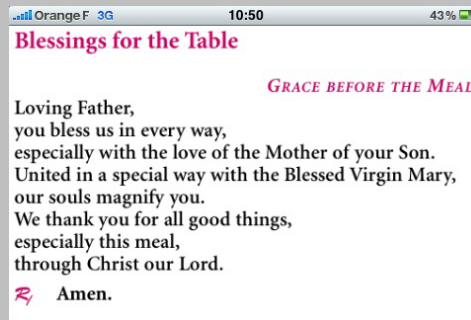 Orange F 3G 10:50 43%
Blessings for the Table
GRACE BEFORE THE MEAL
Loving Father,
you bless us in every way,
especially with the love of the Mother of your Son.
United in a special way with the Blessed Virgin Mary,
our souls magnify you.
We thank you for all good things,
especially this meal,
through Christ our Lord.
℟ Amen.